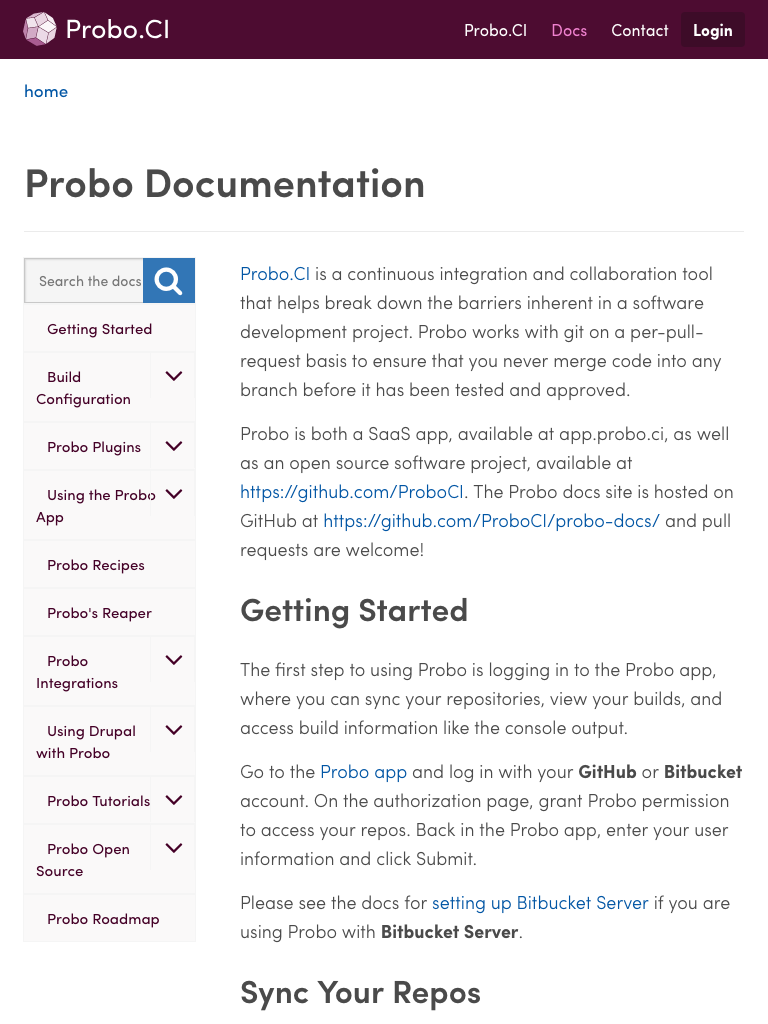 Probo.CI
Probo.CI Docs Contact Login
home
Probo Documentation
Search the docs
Getting Started
Build
Configuration
Probo Plugins
Using the Probo
App
Probo Recipes
Probo's Reaper
Probo
Integrations
Using Drupal
with Probo
Probo Tutorials
Probo Open
Source
Probo Roadmap
Probo.CI is a continuous integration and collaboration tool
that helps break down the barriers inherent in a software
development project. Probo works with git on a per-pull-
request basis to ensure that you never merge code into any
branch before it has been tested and approved.
Probo is both a SaaS app, available at app.probo.ci, as well
as an open source software project, available at
https://github.com/ProboCI. The Probo docs site is hosted on
GitHub at https://github.com/ProboCI/probo-docs/ and pull
requests are welcome!
Getting Started
The first step to using Probo is logging in to the Probo app,
where you can sync your repositories, view your builds, and
access build information like the console output.
Go to the Probo app and log in with your GitHub or Bitbucket
account. On the authorization page, grant Probo permission
to access your repos. Back in the Probo app, enter your user
information and click Submit.
Please see the docs for setting up Bitbucket Server if you are
using Probo with Bitbucket Server.
Sync Your Repos